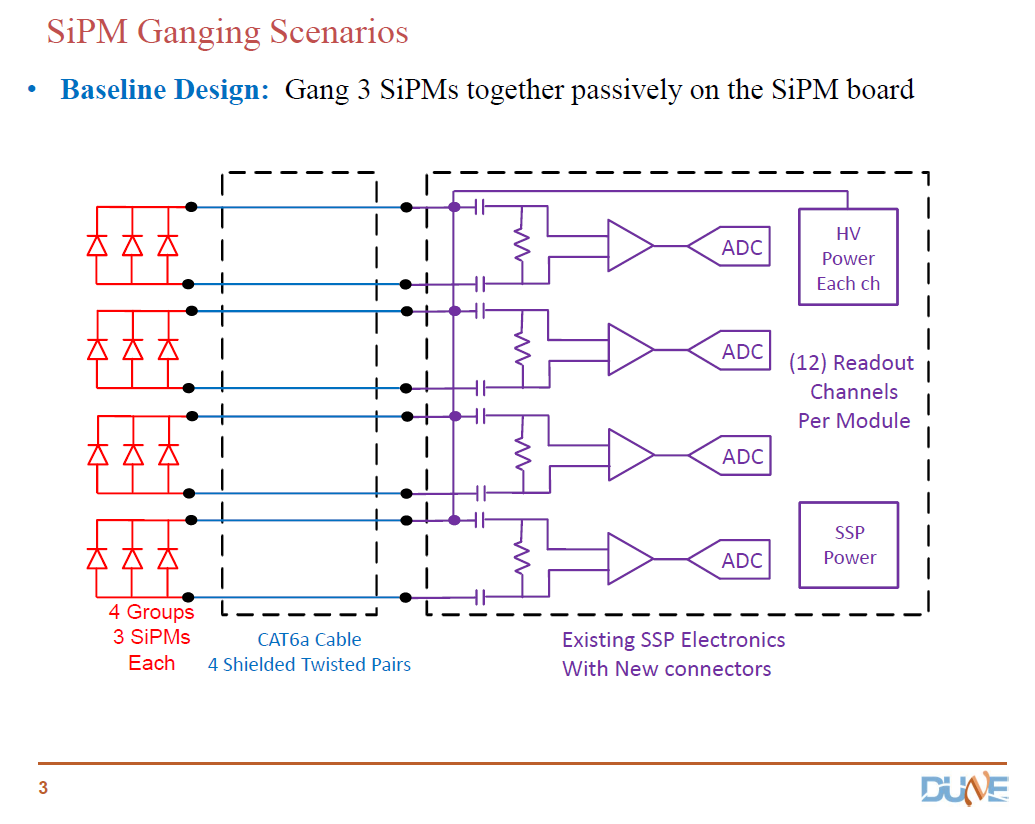 SiPM Ganging Scenarios
• Baseline Design: Gang 3 SiPMs together passively on the SiPM board
HV
Power
Each ch
ADC
ADC
(12) Readout
Channels
Per Module
ADC
SSP
Power
ADC
4 Groups
3 SiPMs
Each
CAT6a Cable
4 Shielded Twisted Pairs
Existing SSP Electronics
With New connectors
3
DUNE